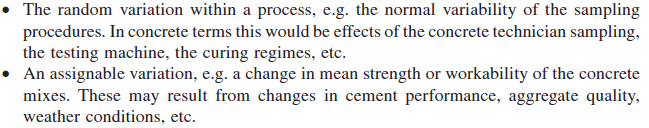 • The random variation within a process, e.g. the normal variability of the sampling
procedures. In concrete terms this would be effects of the concrete technician sampling,
the testing machine, the curing regimes, etc.
• An assignable variation, e.g. a change in mean strength or workability of the concrete
mixes. These may result from changes in cement performance, aggregate quality,
weather conditions, etc.